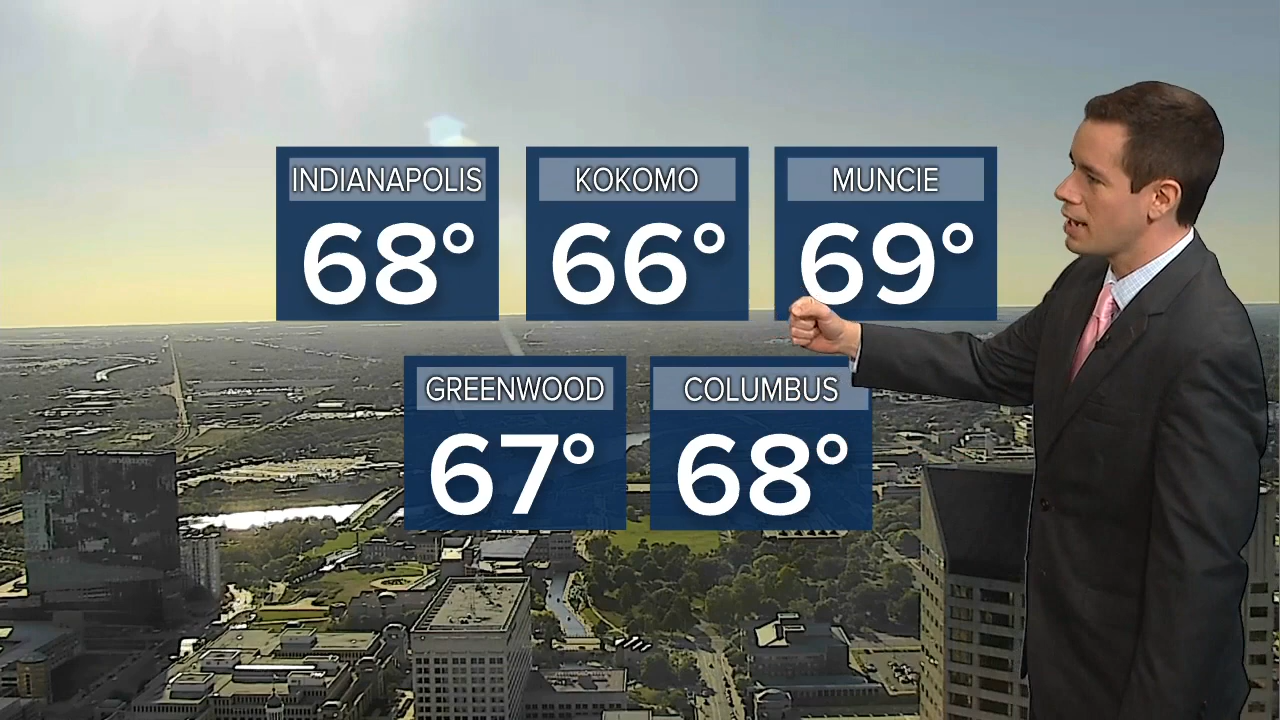 INDIANAPOLIS
68°
KOKOMO
66°
MUNCIE
69°
GREENWOOD
67°
COLUMBUS
68°